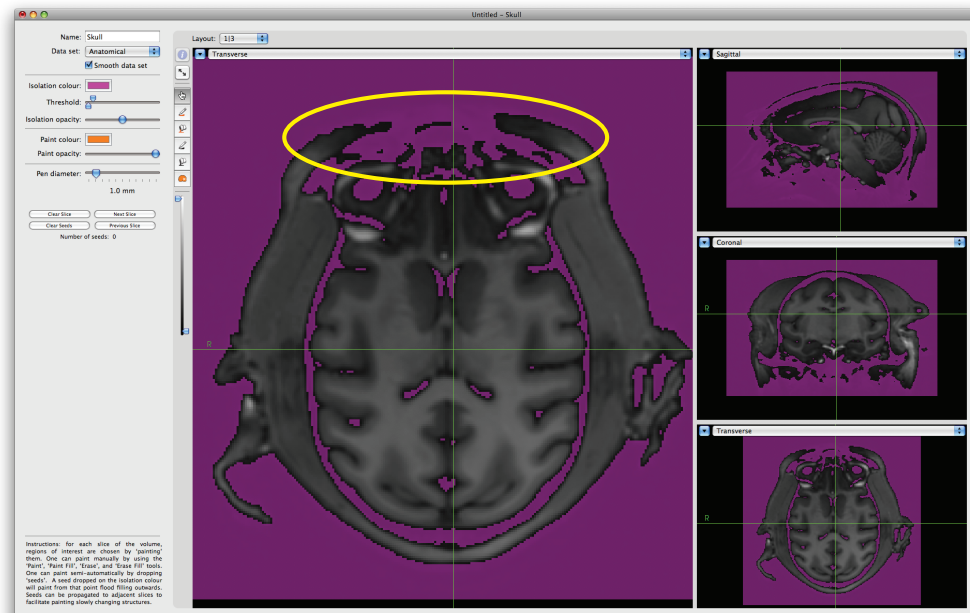 Untitled – Skull
Name: Skull
Data set: Anatomical
Smooth data set
Isolation colour:
Threshold:
Isolation opacity:
Paint colour:
Paint opacity:
Pen diameter:
1.0 mm
Clear Slice
Next Slice
Clear Seeds
Previous Slice
Number of seeds: 0
Instructions: for each slice of the volume,
regions of interest are chosen by 'painting'
them. One can paint manually by using the
'Paint', 'Paint Fill', 'Erase', and 'Erase Fill' tools.
One can paint semi-automatically by dropping
'seeds'. A seed dropped on the isolation colour
will paint from that point flood filling outwards.
Seeds can be propagated to adjacent slices to
facilitate painting slowly changing structures.
Layout: 1|3
Transverse
R
Sagittal
Coronal
R
Transverse
R